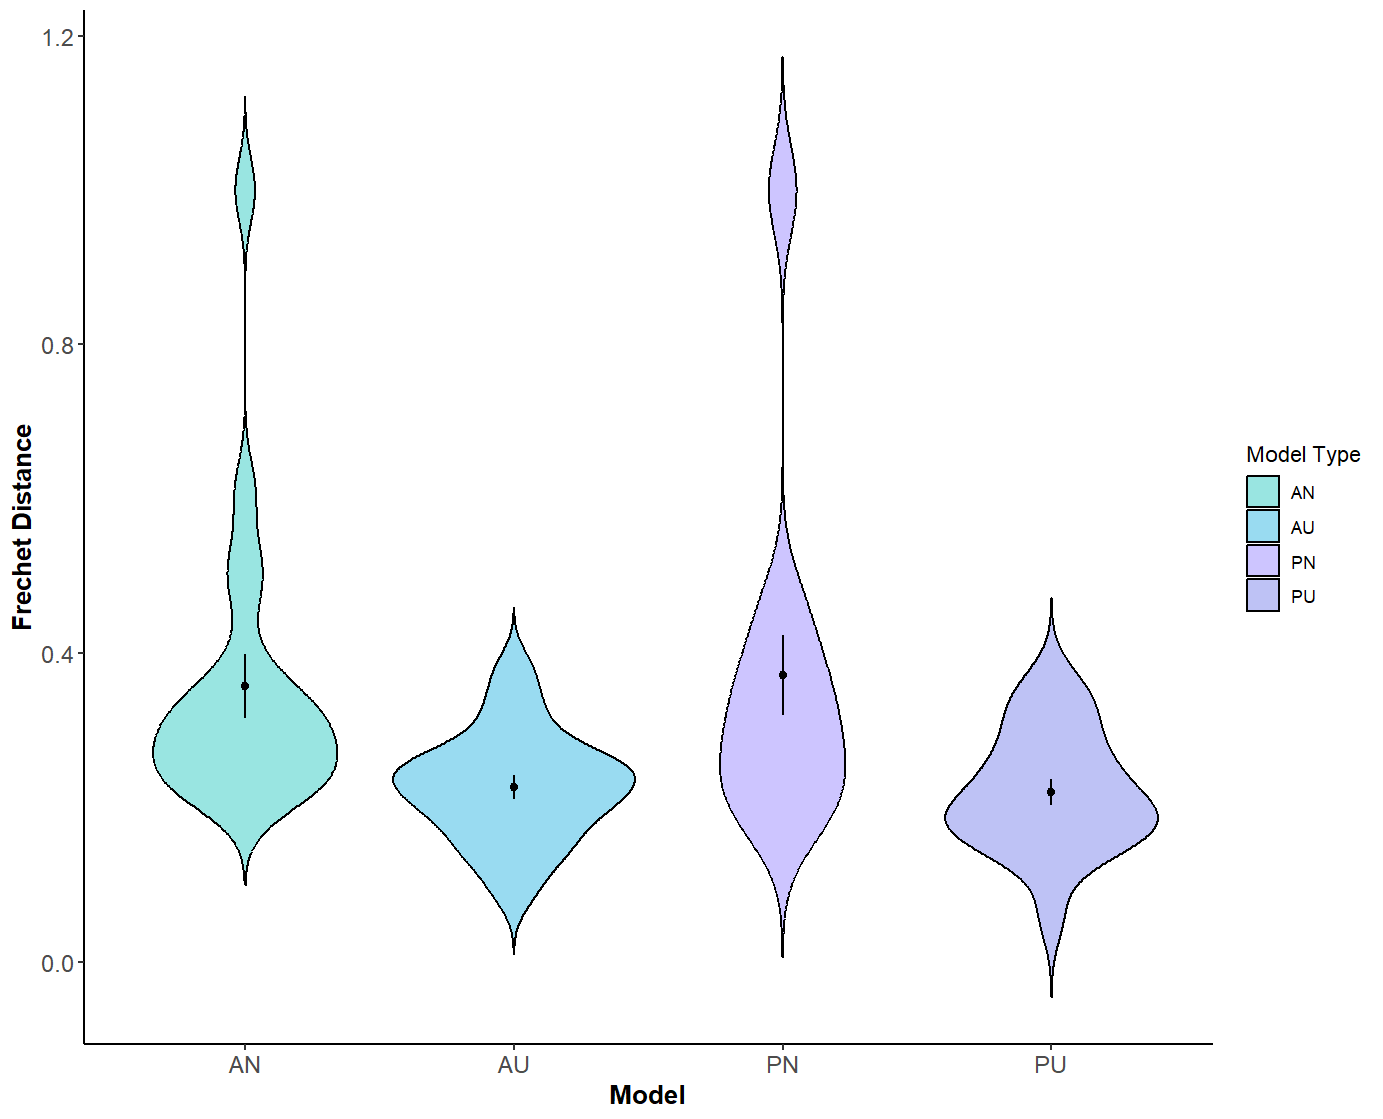 1.2
0.8
0.4
0.0
Frechet Distance
AN
AU
PN
PU
Model
Model Type
AN
AU
PN
PU